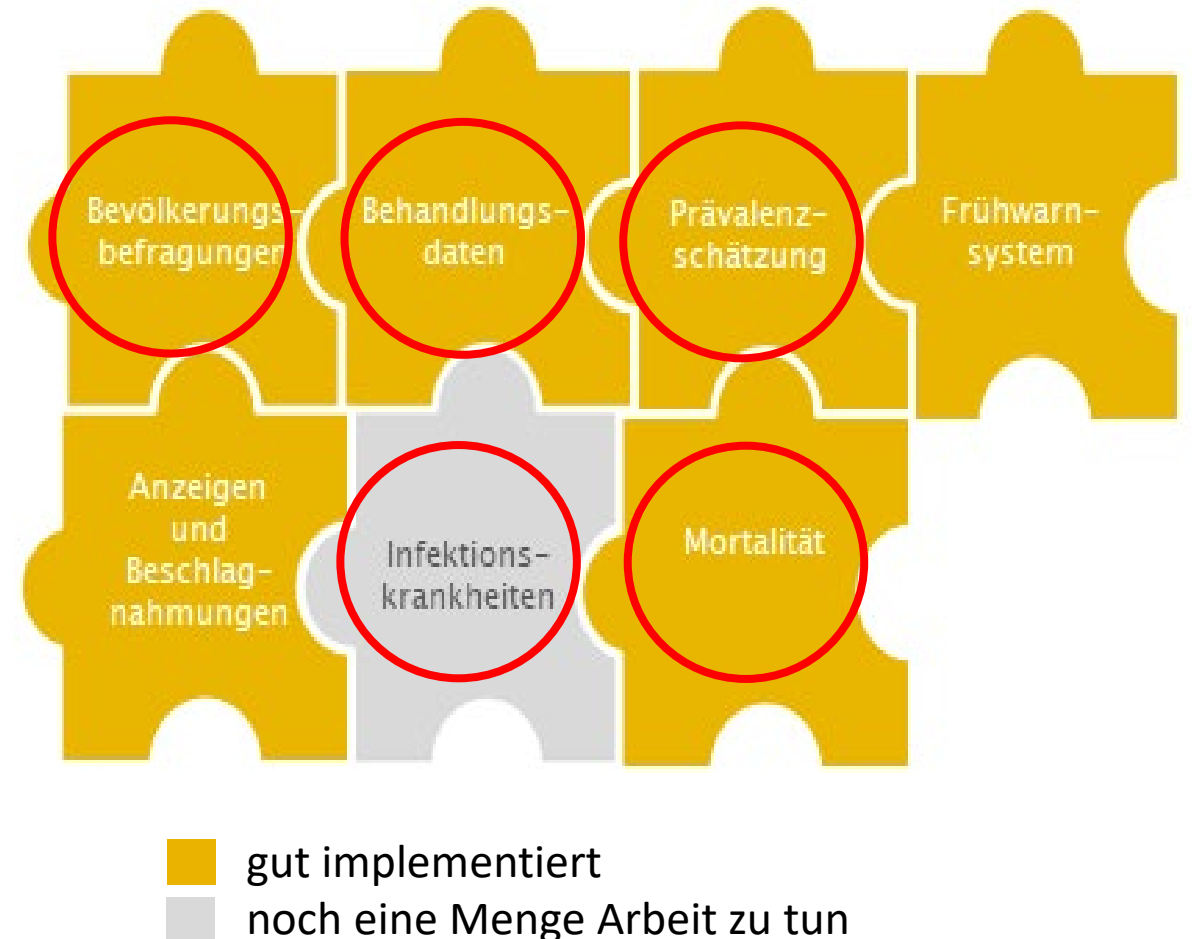 Bevölkerungs-
befragungen
Behandlungs-
daten
Prävalenz-
schätzung
Frühwarn-
system
Anzeigen
und
Beschlag-
nahmungen
Infektions-
krankheiten
Mortalität
gut implementiert
noch eine Menge Arbeit zu tun